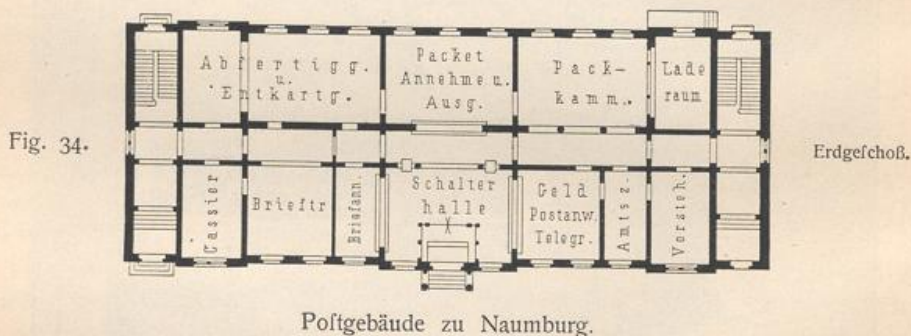 Abfertigg.
u.
Entkartg.
Packet
Annehme u.
Ausg.
Pack-
kamm.
Lade
raum
Fig. 34.
Erdgeſchoß.
Cassier
Brieftr
Briefann.
Schalter
halle
Geld
Postanw.
Telegr.
Amtsz.
Vorsteh.
Poſtgebäude zu Naumburg.